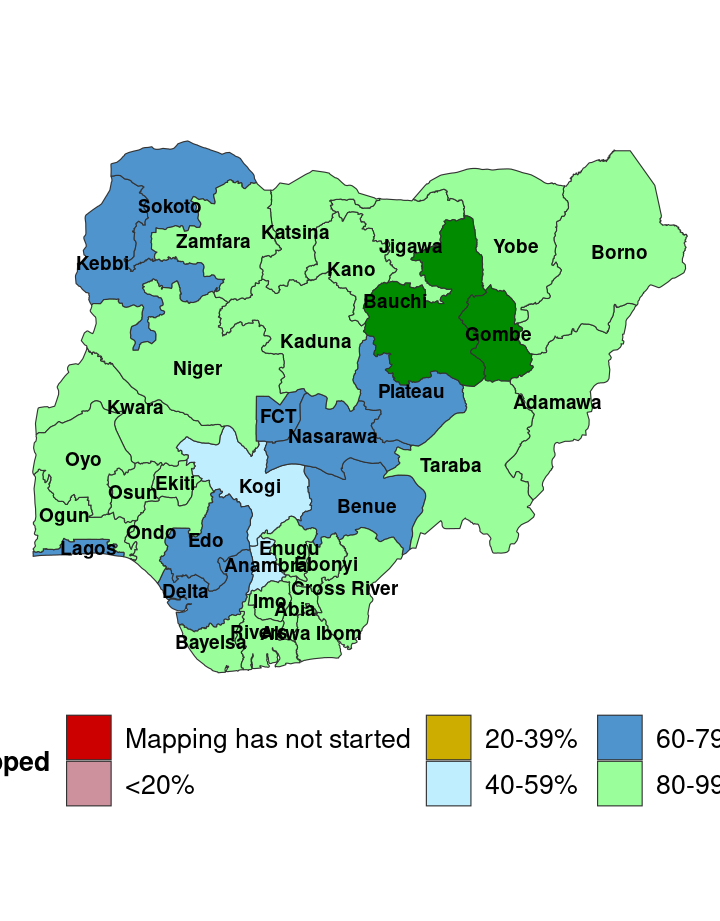 Sokoto
Katsina
Zamfara
Jigawa
Yobe
Borno
Kebbi
Kano
Bauchi
Gombe
Kaduna
Niger
Plateau
Adamawa
Kwara
FCT
Nasarawa
Oyo
Taraba
Kogi
Ekiti
Osun
Benue
Ogun
Ondo
Edo
Lagos
Enugu
Anambra
Ebonyi
Delta
Cross River
Imo
Abia
Rivers
Akwa Ibom
Bayelsa
pped
Mapping has not started
20-39%
60-79
<20%
40-59%
80-99